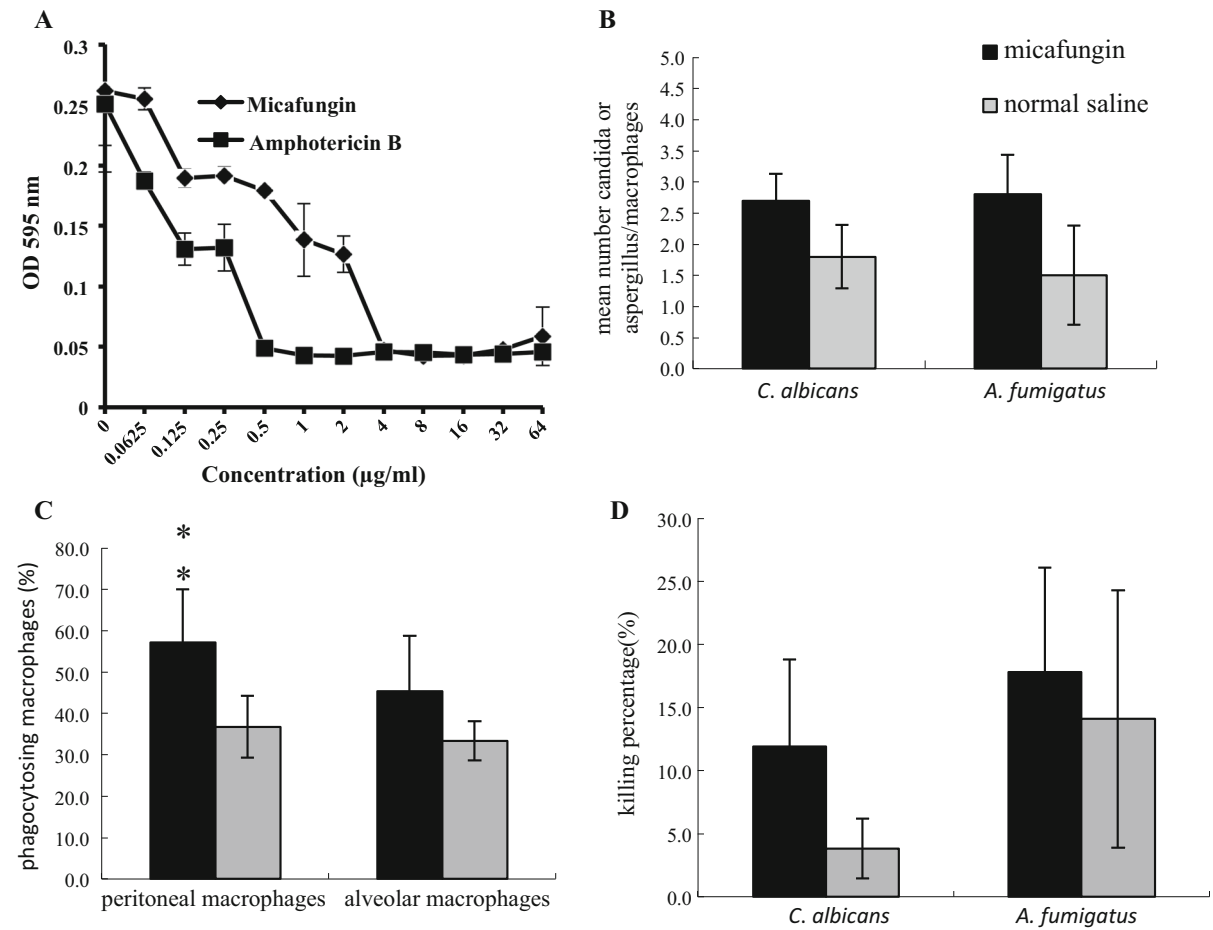 A
0.3
0.25
0.2
0.15
0.1
0.05
0
OD 595 nm
Micafungin
Amphotericin B
0
0.0625
0.125
0.25
0.5
1
2
4
8
16
32
64
Concentration (µg/ml)
B
micafungin
normal saline
5.0
4.5
4.0
3.5
3.0
2.5
2.0
1.5
1.0
0.5
0.0
mean number candida or
aspergillus/macrophages
C. albicans
A. fumigatus
C
*
*
80.0
70.0
60.0
50.0
40.0
30.0
20.0
10.0
0.0
phagocytosing macrophages (%)
peritoneal macrophages
alveolar macrophages
D
30.0
25.0
20.0
15.0
10.0
5.0
0.0
killing percentage(%)
C. albicans
A. fumigatus